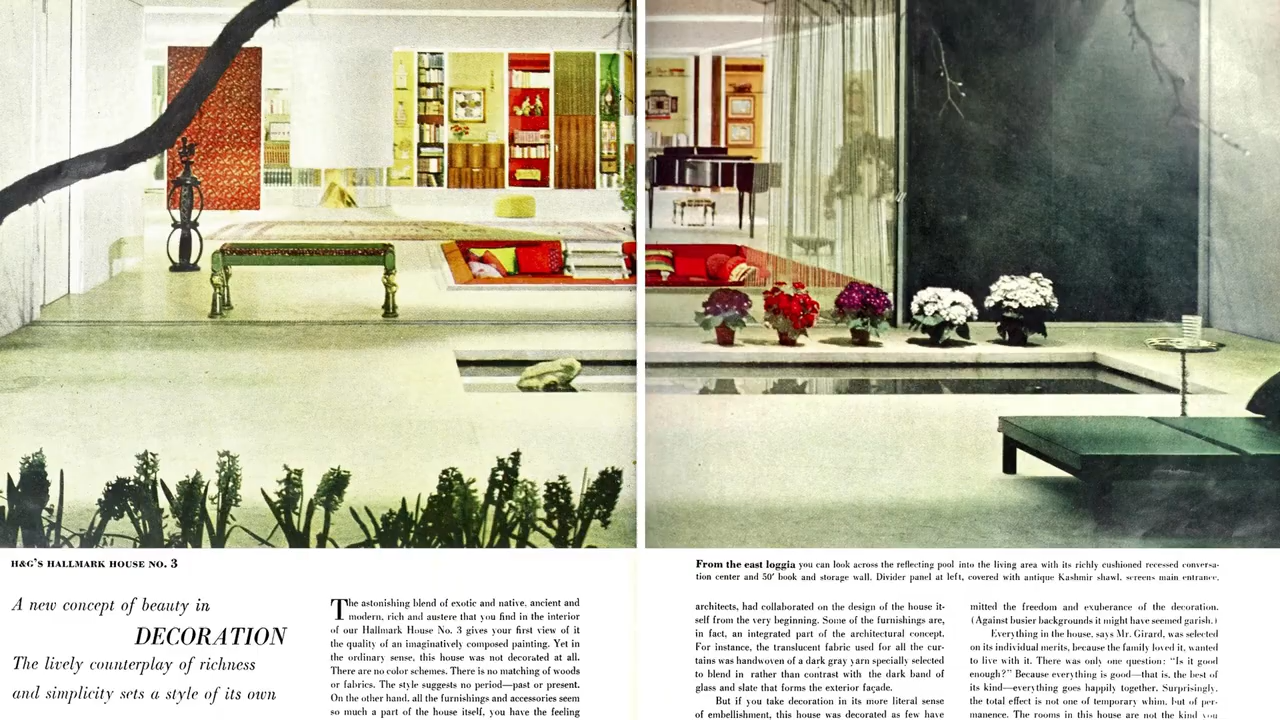 H&G'S HALLMARK HOUSE NO. 3
A new concept of beauty in
DECORATION
The lively counterplay of richness
and simplicity sets a style of its own
The astonishing blend of exotic and native, ancient and
modern, rich and austere that you find in the interior
of our Hallmark House No. 3 gives your first view of it
the quality of an imaginatively composed painting. Yet in
the ordinary sense, this house was not decorated at all.
There are no color schemes. There is no matching of woods
or fabrics. The style suggests no period—past or present.
On the other hand, all the furnishings and accessories seem
so much a part of the house itself, you have the feeling
From the east loggia you can look across the reflecting pool into the living area with its richly cushioned recessed conversa-
tion center and 50' book and storage wall. Divider panel at left, covered with antique Kashmir shawl, screens main entrance.
architects, had collaborated on the design of the house it-
self from the very beginning. Some of the furnishings are,
in fact, an integrated part of the architectural concept.
For instance, the translucent fabric used for all the cur-
tains was handwoven of a dark gray yarn specially selected
to blend in rather than contrast with the dark band of
glass and slate that forms the exterior façade.
But if you take decoration in its more literal sense
of embellishment, this house was decorated as few have
mitted the freedom and exuberance of the decoration.
(Against busier backgrounds it might have seemed garish.)
Everything in the house, says Mr. Girard, was selected
on its individual merits, because the family loved it, wanted
to live with it. There was only one question: "Is it good
enough?" Because everything is good—that is, the best of
its kind—everything goes happily together. Surprisingly,
the total effect is not one of temporary whim, but of per-
manence. The rooms in this house are not the kind you